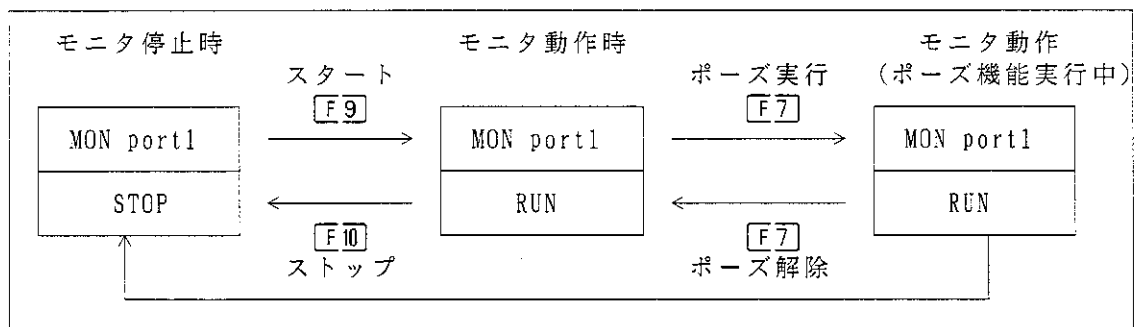 モニタ停止時
モニタ動作時
モニタ動作
(ポーズ機能実行中)
スタート
F9
ポーズ実行
F7
MON port1
STOP
MON port1
RUN
MON port1
RUN
F10
ストップ
F7
ポーズ解除